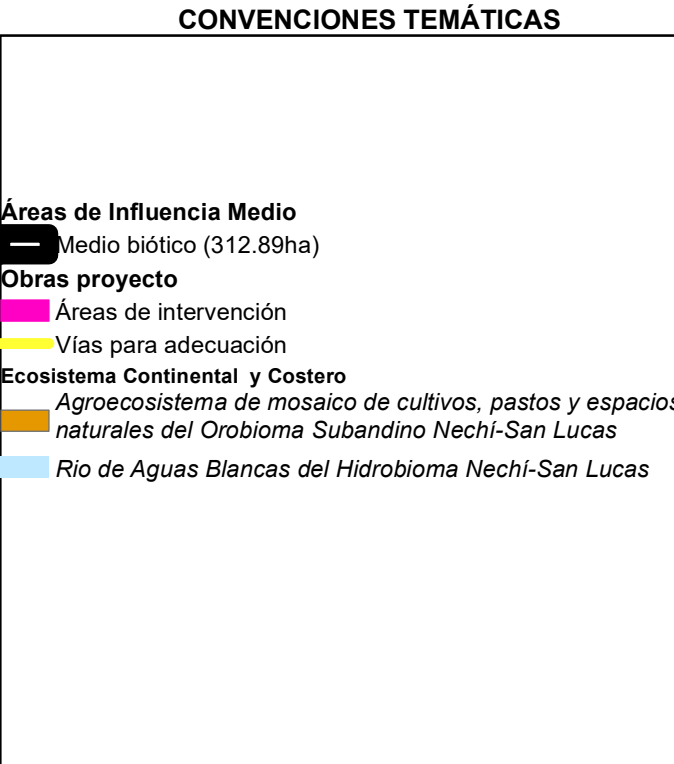 CONVENCIONES TEMÁTICAS
Áreas de Influencia Medio
Medio biótico (312.89ha)
Obras proyecto
Áreas de intervención
Vías para adecuación
Ecosistema Continental y Costero
Agroecosistema de mosaico de cultivos, pastos y espacios
naturales del Orobioma Subandino Nechí-San Lucas
Rio de Aguas Blancas del Hidrobioma Nechí-San Lucas